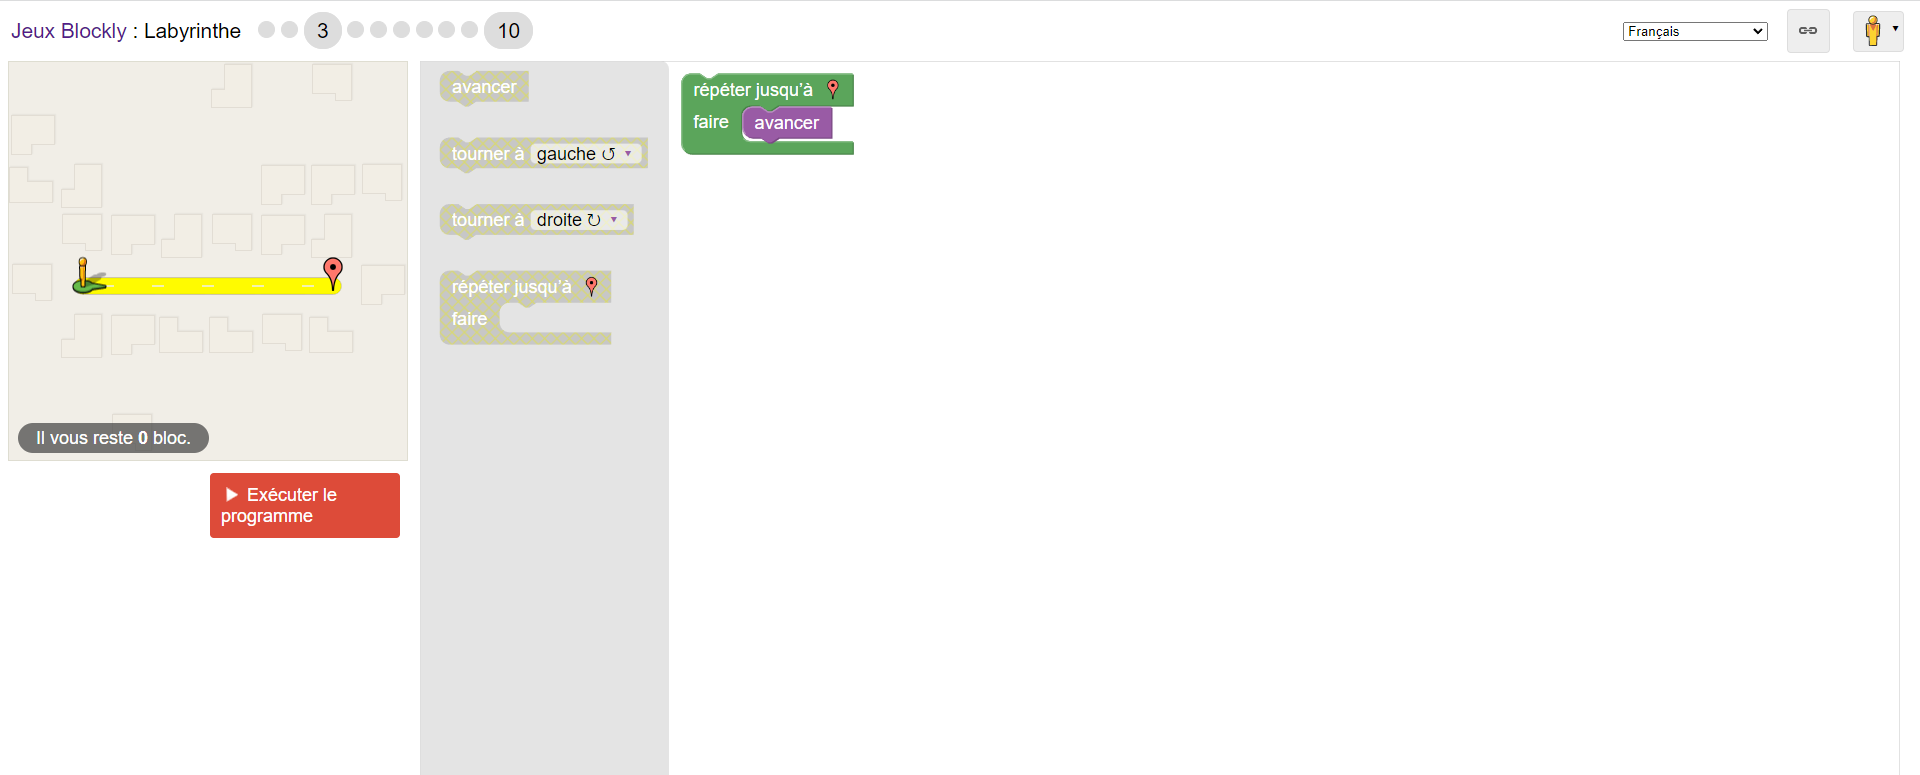 Jeux Blockly : Labyrinthe 3 10 Français
avancer
tourner à gauche ↺
tourner à droite ↻
répéter jusqu'à
faire
répéter jusqu'à
faire avancer
Il vous reste 0 bloc.
Exécuter le
programme